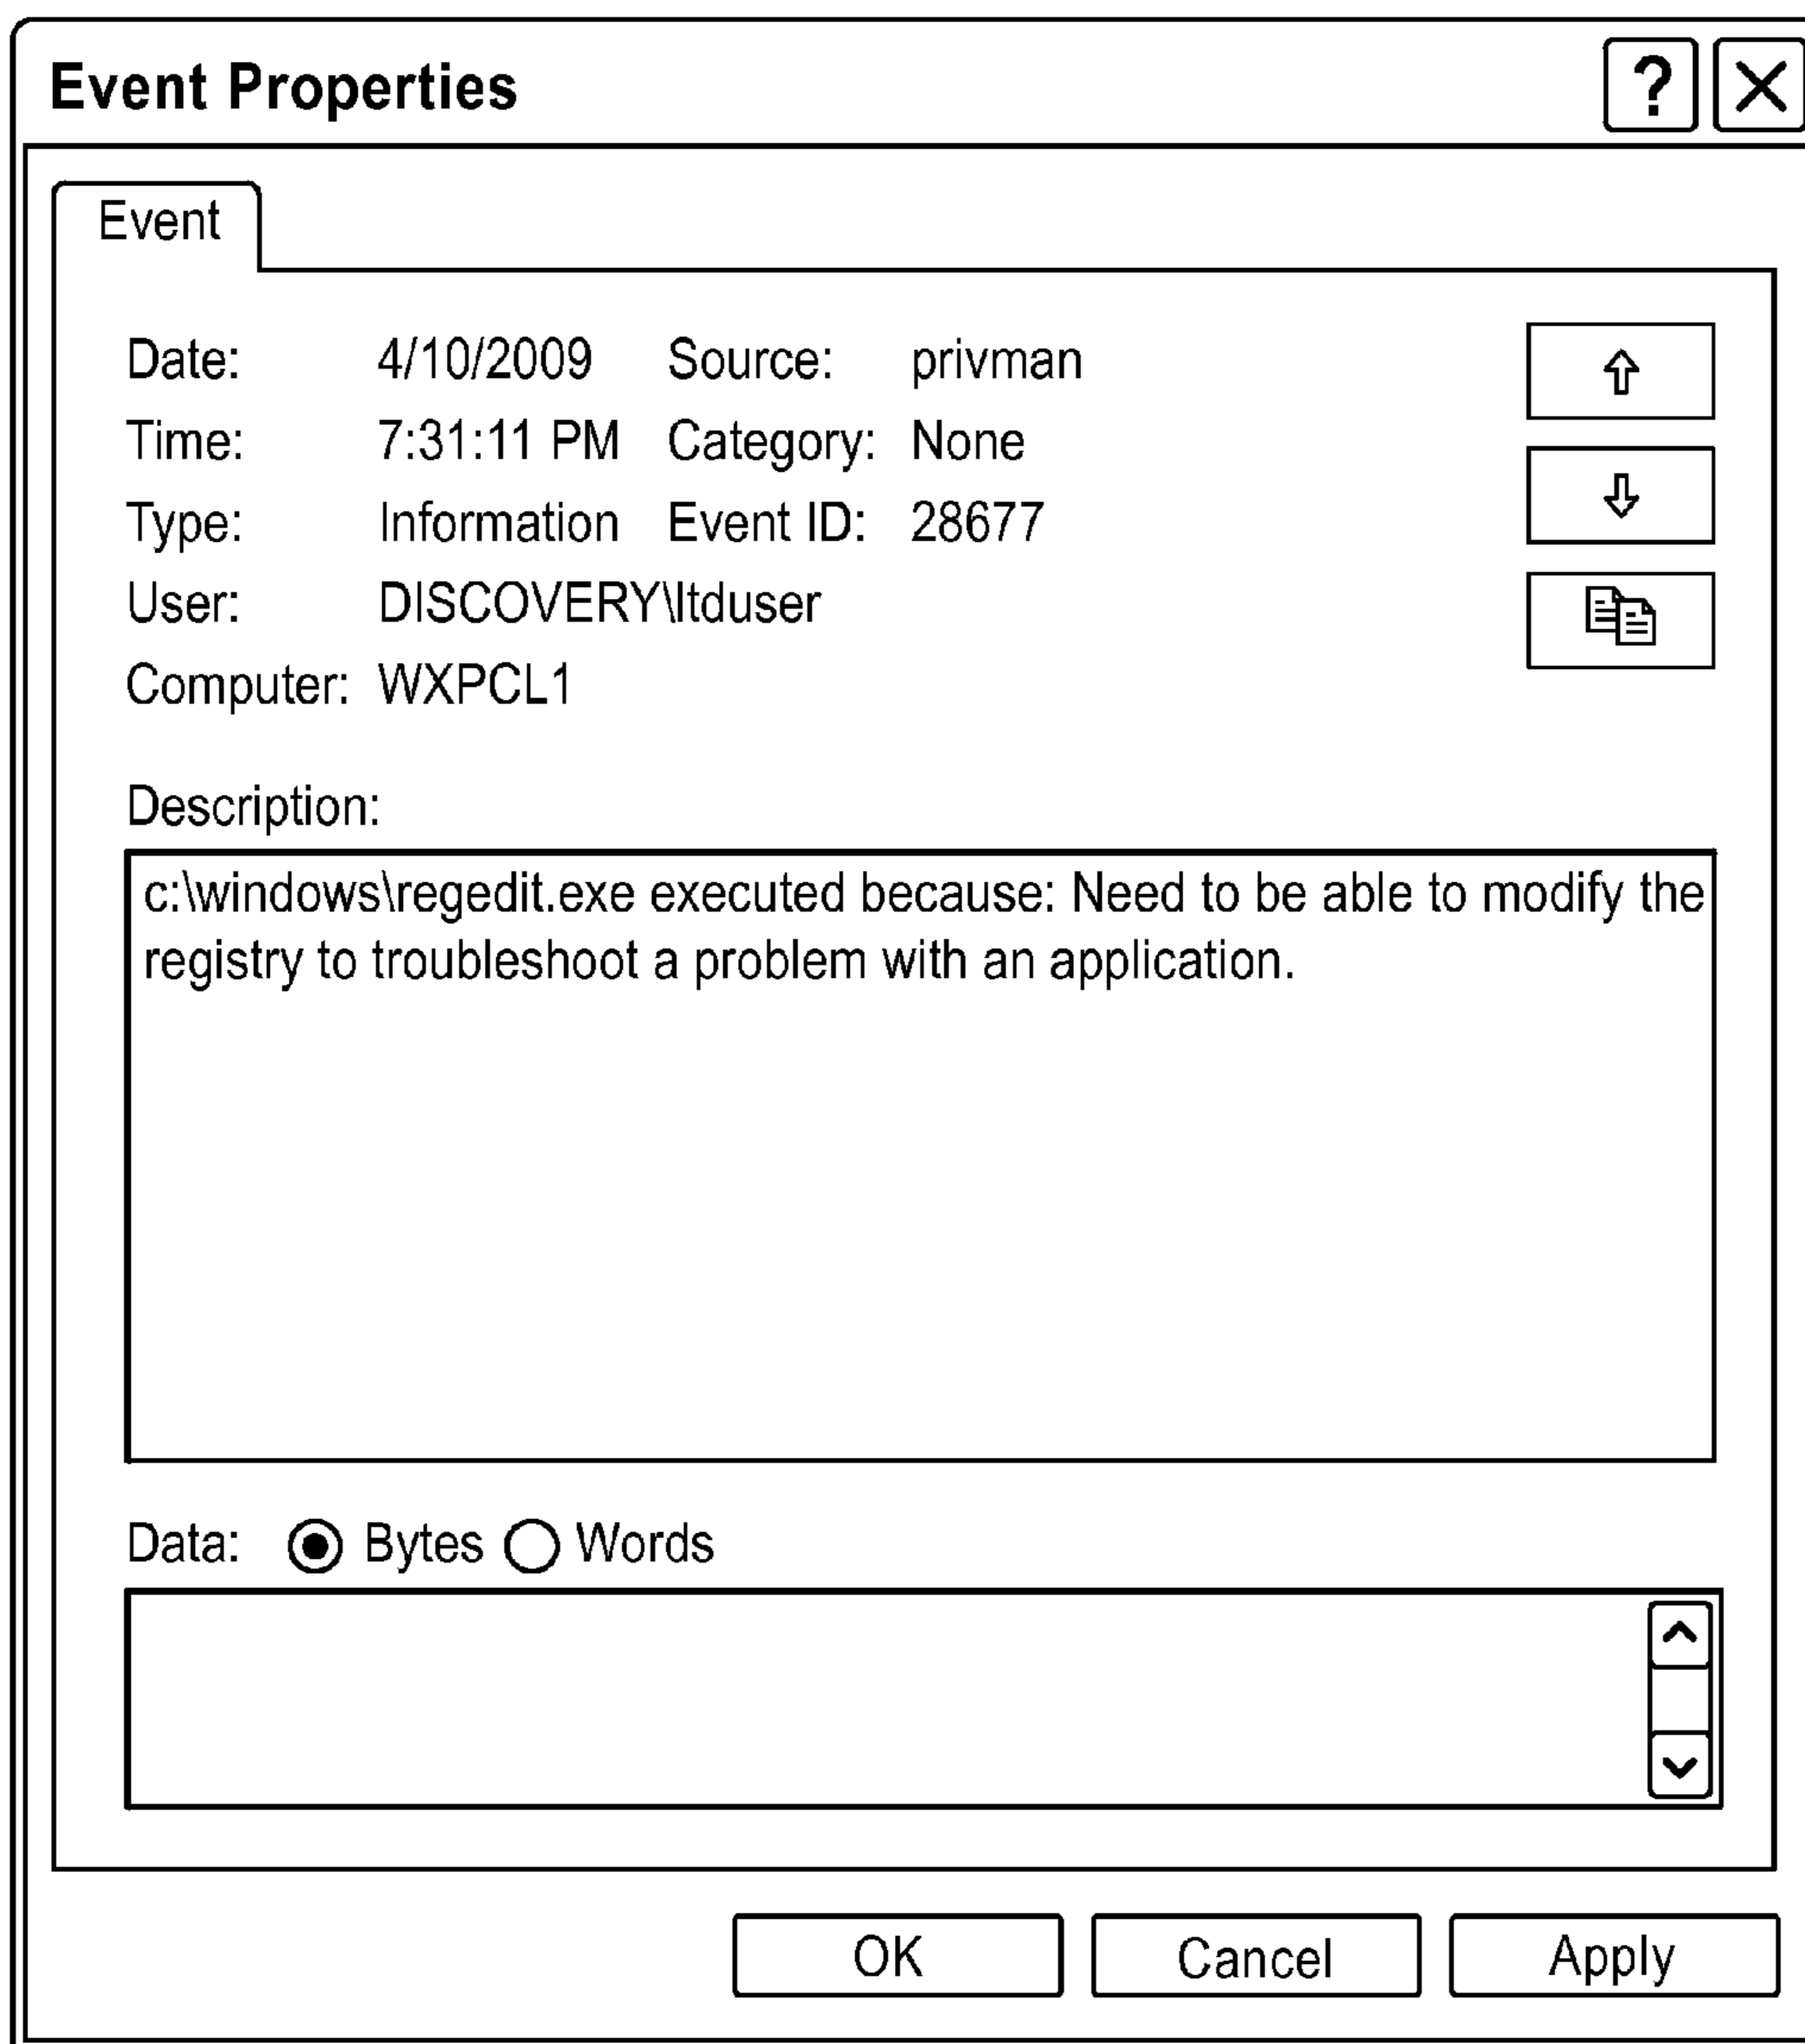 Event Properties ?
Event
Date: 4/10/2009 Source: privman
Time: 7:31:11 PM Category: None
Type: Information Event ID: 28677
User: DISCOVERY\ltduser
Computer: WXPCL1
Description:
c:\windows\regedit.exe executed because: Need to be able to modify the
registry to troubleshoot a problem with an application.
Data: Bytes Words
OK Cancel Apply